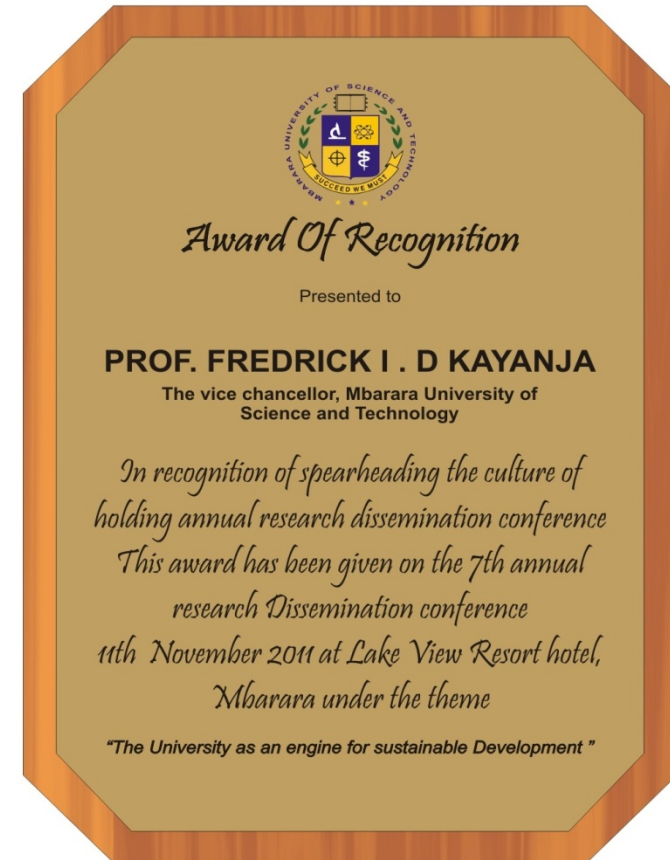 MBARARA UNIVERSITY OF SCIENCE AND TECHNOLOGY
SUCCEED WE MUST
Award Of Recognition
Presented to
PROF. FREDRICK I . D KAYANJA
The vice chancellor, Mbarara University of
Science and Technology
In recognition of spearheading the culture of
holding annual research dissemination conference
This award has been given on the 7th annual
research Dissemination conference
11th November 2011 at Lake View Resort hotel,
Mbarara under the theme
“The University as an engine for sustainable Development ”